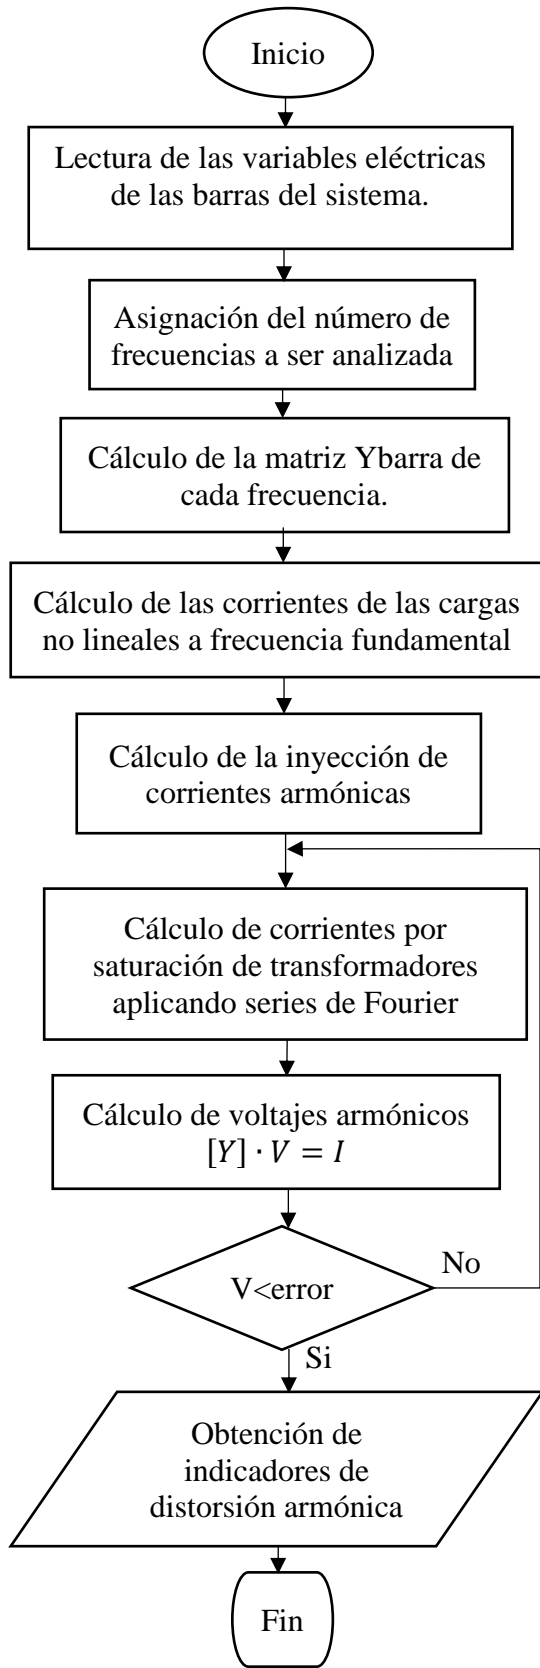 Inicio
Lectura de las variables eléctricas
de las barras del sistema.
Asignación del número de
frecuencias a ser analizada
Cálculo de la matriz Ybarra de
cada frecuencia.
Cálculo de las corrientes de las cargas
no lineales a frecuencia fundamental
Cálculo de la inyección de
corrientes armónicas
Cálculo de corrientes por
saturación de transformadores
aplicando series de Fourier
Cálculo de voltajes armónicos
[Y] · V = I
V<error
No
Si
Obtención de
indicadores de
distorsión armónica
Fin